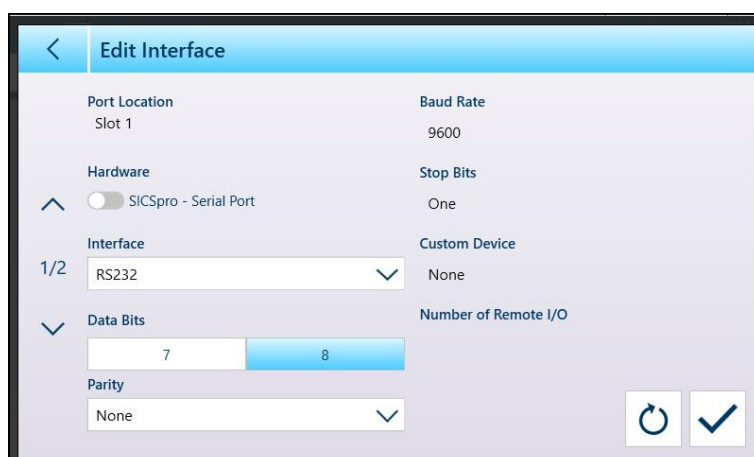 Edit Interface
Port Location
Slot 1
Hardware
SICSpro - Serial Port
Interface
RS232
Data Bits
7 8
Parity
None
1/2
Baud Rate
9600
Stop Bits
One
Custom Device
None
Number of Remote I/O